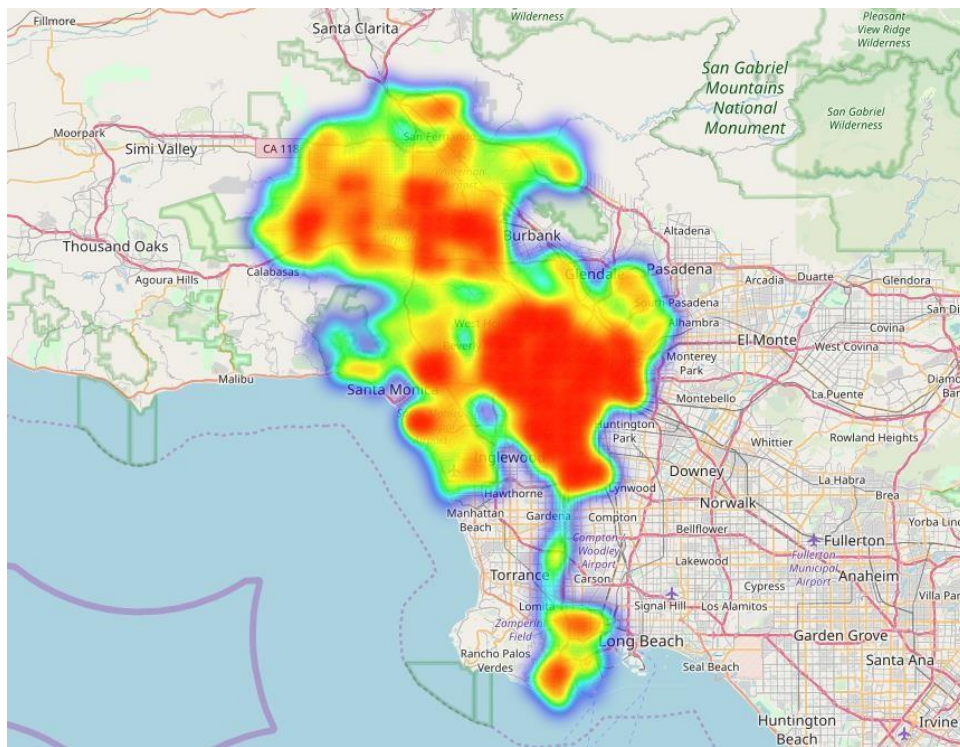 Fillmore
Santa Clarita
Wilderness
Pleasant
View Ridge
Wilderness
San Gabriel
Mountains
National
Monument
San Gabriel
Wilderness
Moorpark
Simi Valley
CA 118
San Fernando
Thousand Oaks
Agoura Hills
Calabasas
Burbank
Altadena
Glendale
Pasadena
Arcadia
Duarte
Glendora
South Pasadena
San Di
Alhambra
El Monte
Covina
West Covina
Monterey
Park
Malibu
Santa Monica
Montebello
La Puente
Diamo
Bar
Huntington
Park
Whittier
Rowland Heights
Inglewood
Downey
La Habra
Brea
Hawthorne
Lynwood
Norwalk
Manhattan
Beach
Gardena
Compton
Bellflower
Yorba Lind
Fullerton
Compton
Woodley
Airport
Lakewood
Fullerton
Municipal
Airport
Anaheim
Torrance
Carson
Cypress
Villa Par
Lomita
Signal Hill
Los Alamitos
Zamperini
Field
Long Beach
Garden Grove
Rancho Palos
Verdes
Seal Beach
Santa Ana
Huntington
Beach
Irvine